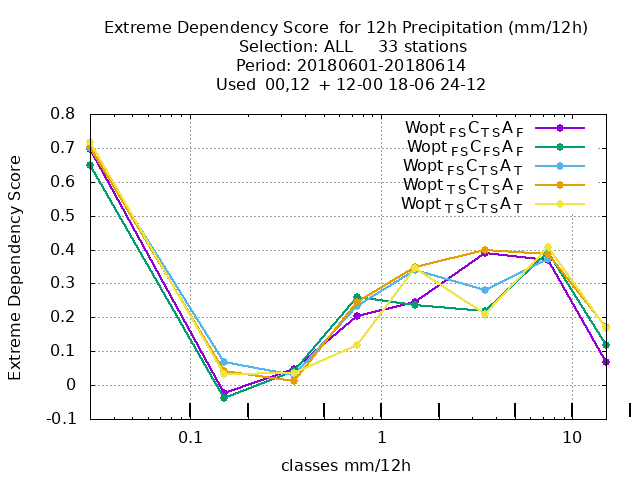 Extreme Dependency Score  for 12h Precipitation (mm/12h)
Selection: ALL     33 stations
Period: 20180601-20180614
Used  00,12  + 12-00 18-06 24-12
Wopt FS C TS A F
Wopt FS C FS A F
Wopt FS C TS A T
Wopt TS C TS A F
Wopt TS C TS A T
0.8
0.7
0.6
0.5
0.4
0.3
0.2
0.1
0
-0.1
Extreme Dependency Score
0.1 1 10
classes mm/12h